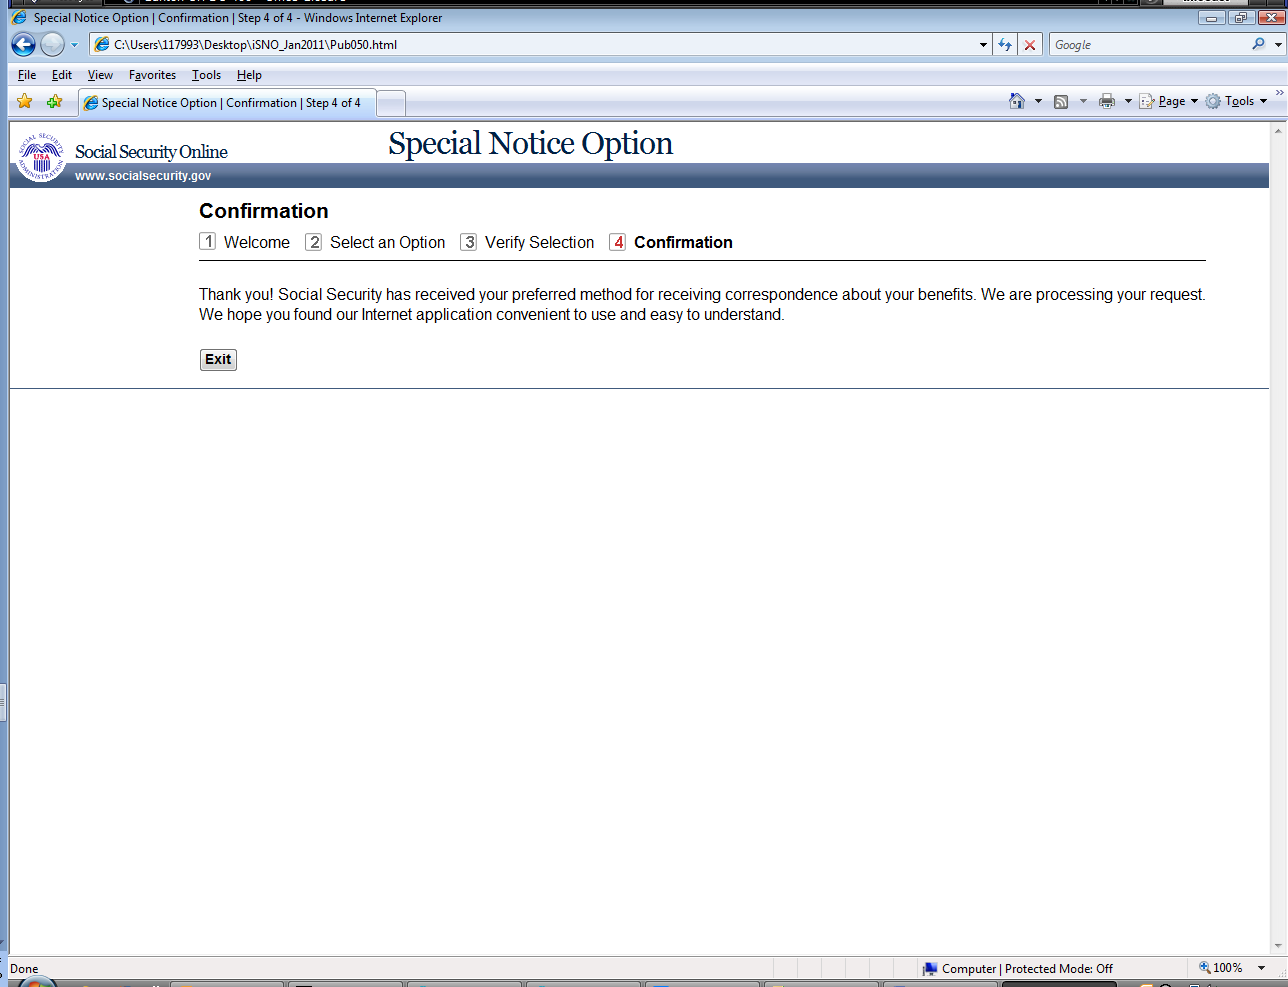 Special Notice Option | Confirmation | Step 4 of 4 - Windows Internet Explorer
C:\Users\117993\Desktop\iSNO_Jan2011\Pub050.html
Google
File Edit View Favorites Tools Help
Special Notice Option | Confirmation | Step 4 of 4
Page Tools
SOCIAL SECURITY ADMINISTRATION
USA
Social Security Online
Special Notice Option
www.socialsecurity.gov
Confirmation
1 Welcome 2 Select an Option 3 Verify Selection 4 Confirmation
Thank you! Social Security has received your preferred method for receiving correspondence about your benefits. We are processing your request.
We hope you found our Internet application convenient to use and easy to understand.
Exit
Done
Computer | Protected Mode: Off
100%